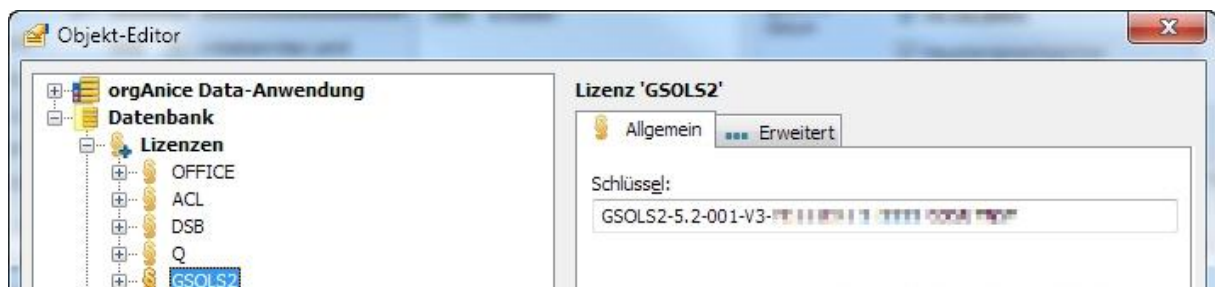 Objekt-Editor
orgAnice Data-Anwendung
Datenbank
Lizenzen
OFFICE
ACL
DSB
Q
GSOLS2
Lizenz 'GSOLS2'
Allgemein
Erweitert
Schlüssel:
GSOLS2-5.2-001-V3-